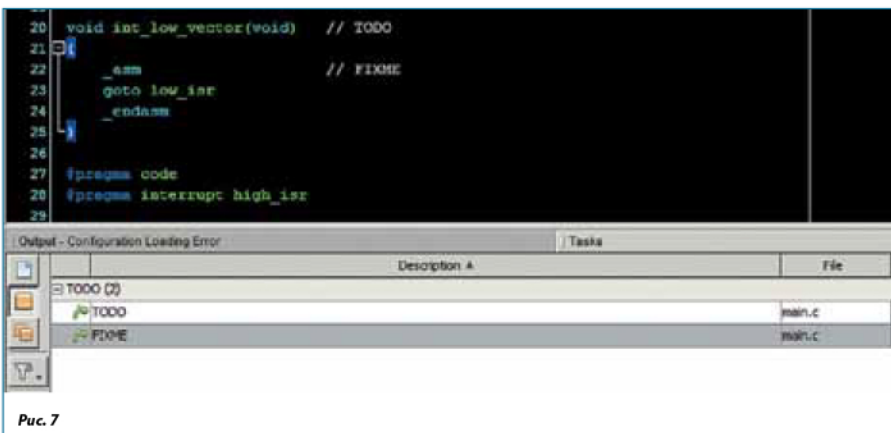 20 void int_low_vector(void) // TODO
21 {
22 _asm // FIXME
23 goto low_isr
24 _endasm
25 }
26
27 #pragma code
28 #pragma interrupt high_isr
29
Output - Configuration Loading Error Tasks
Description File
TODO (2)
TODO main.c
FIXME main.c
Рис. 7